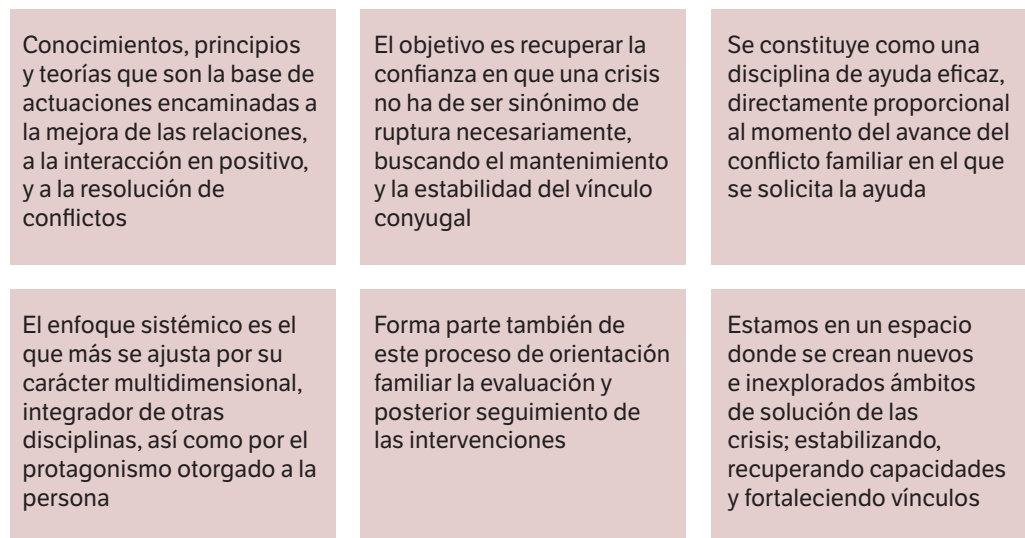 Conocimientos, principios
y teorías que son la base de
actuaciones encaminadas a
la mejora de las relaciones,
a la interacción en positivo,
y a la resolución de
conflictos
El objetivo es recuperar la
confianza en que una crisis
no ha de ser sinónimo de
ruptura necesariamente,
buscando el mantenimiento
y la estabilidad del vínculo
conyugal
Se constituye como una
disciplina de ayuda eficaz,
directamente proporcional
al momento del avance del
conflicto familiar en el que
se solicita la ayuda
El enfoque sistémico es el
que más se ajusta por su
carácter multidimensional,
integrador de otras
disciplinas, así como por el
protagonismo otorgado a la
persona
Forma parte también de
este proceso de orientación
familiar la evaluación y
posterior seguimiento de
las intervenciones
Estamos en un espacio
donde se crean nuevos
e inexplorados ámbitos
de solución de las
crisis; estabilizando,
recuperando capacidades
y fortaleciendo vínculos